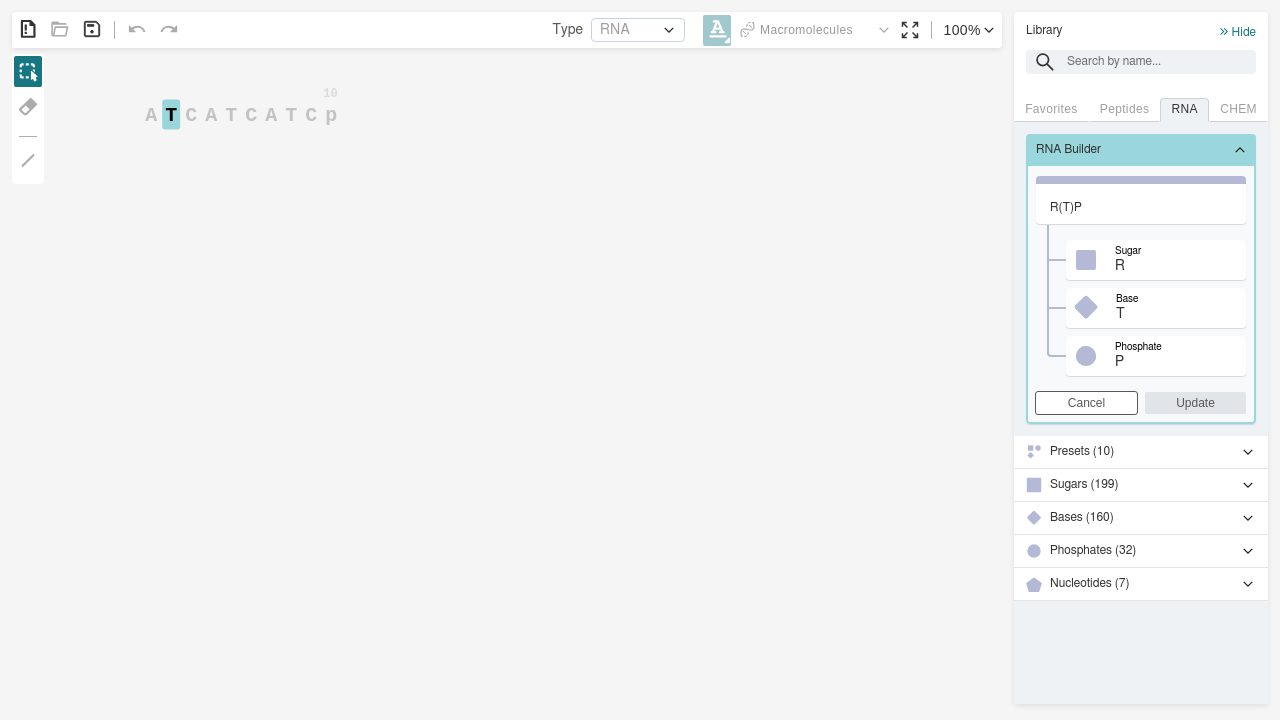 Type RNA Macromolecules 100%
10
A T C A T C A T C p
Library
Hide
Search by name...
Favorites Peptides RNA CHEM
RNA Builder
R(T)P
Sugar
R
Base
T
Phosphate
P
Cancel Update
Presets (10)
Sugars (199)
Bases (160)
Phosphates (32)
Nucleotides (7)